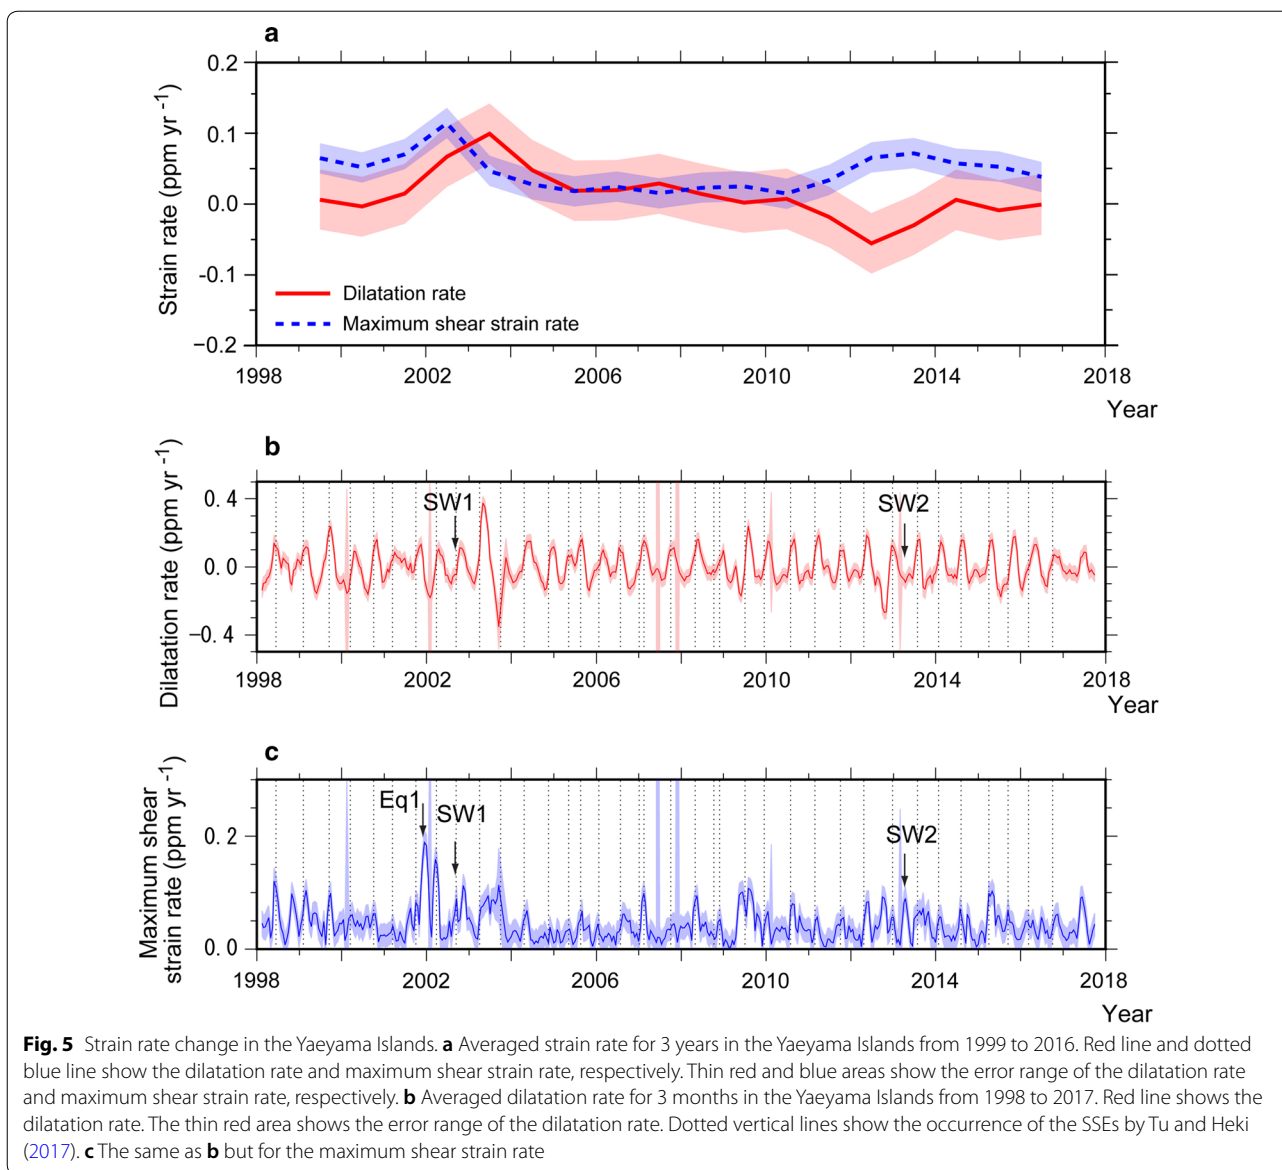 a
0.2
0.1
0.0
-0.1
−0.2
Strain rate (ppm yr -1)
Dilatation rate
Maximum shear strain rate
1998 2002 2006 2010 2014 2018
Year
b
0.4
0.0
−0.4
Dilatation rate (ppm yr -1)
SW1
SW2
1998 2002 2006 2010 2014 2018
Year
c
0.2
0.0
Maximum shear
strain rate (ppm yr -1)
Eq1
SW1
SW2
1998 2002 2006 2010 2014 2018
Year
Fig. 5 Strain rate change in the Yaeyama Islands. a Averaged strain rate for 3 years in the Yaeyama Islands from 1999 to 2016. Red line and dotted
blue line show the dilatation rate and maximum shear strain rate, respectively. Thin red and blue areas show the error range of the dilatation rate
and maximum shear strain rate, respectively. b Averaged dilatation rate for 3 months in the Yaeyama Islands from 1998 to 2017. Red line shows the
dilatation rate. The thin red area shows the error range of the dilatation rate. Dotted vertical lines show the occurrence of the SSEs by Tu and Heki
(2017). c The same as b but for the maximum shear strain rate